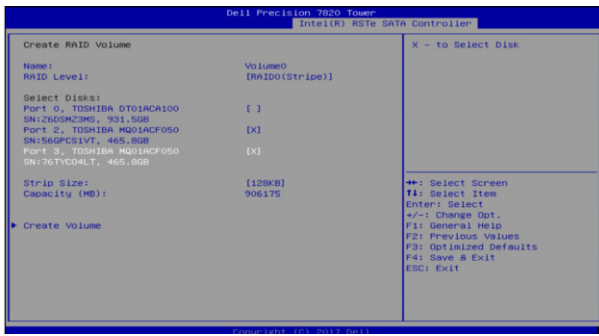 Dell Precision 7820 Tower
Intel(R) RSTe SATA Controller
Create RAID Volume
Name: Volume0
RAID Level: [RAID0(Stripe)]
Select Disks:
Port 0, TOSHIBA DT01ACA100 [ ]
SN:26DSMZ3MS, 931.5GB
Port 2, TOSHIBA MQ01ACF050 [X]
SN:56GPCS1VT, 465.8GB
Port 3, TOSHIBA MQ01ACF050 [X]
SN:76TYCO4LT, 465.8GB
Strip Size: [128KB]
Capacity (MB): 906175
▶ Create Volume
X - to Select Disk
→←: Select Screen
↑↓: Select Item
Enter: Select
+/-: Change Opt.
F1: General Help
F2: Previous Values
F3: Optimized Defaults
F4: Save & Exit
ESC: Exit
Copyright (C) 2017 Dell